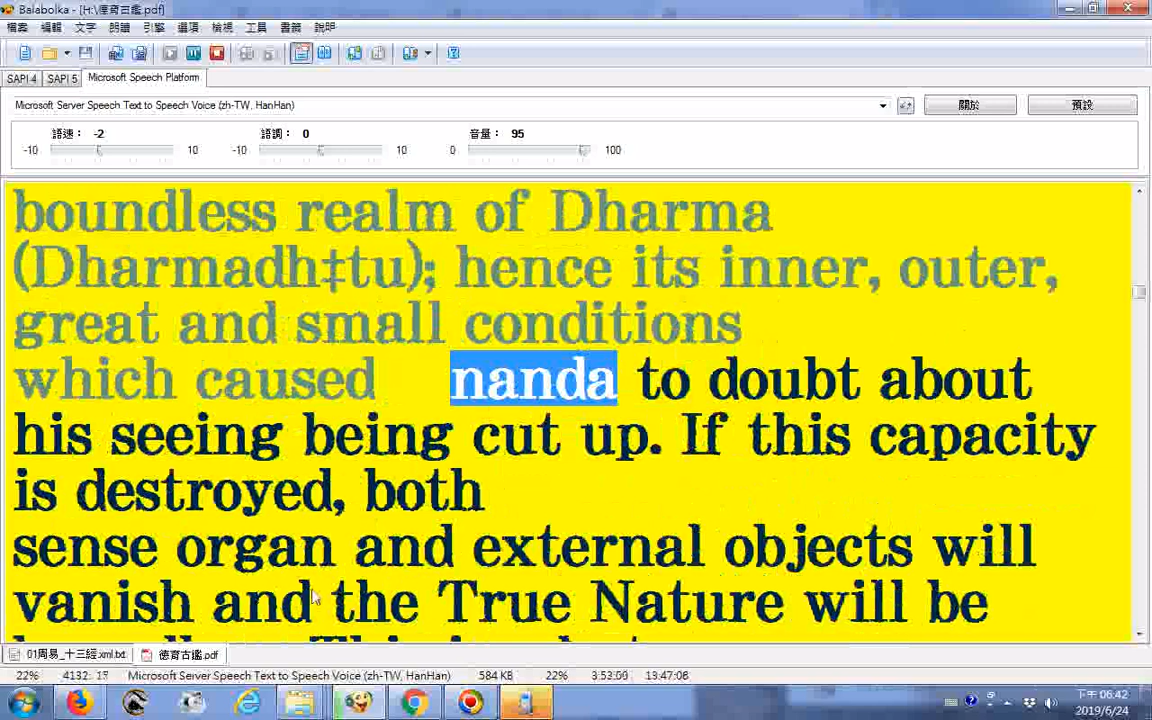 Balabolka - [H:\德育古鑑.pdf]
檔案 編輯 文字 朗讀 引擎 選項 檢視 工具 書籤 說明
SAPI 4 SAPI 5 Microsoft Speech Platform
Microsoft Server Speech Text to Speech Voice (zh-TW, HanHan) 關於 預設
語速： -2 語調： 0 音量： 95
-10 10 -10 10 0 100
boundless realm of Dharma
(Dharmadh‡tu); hence its inner, outer,
great and small conditions
which caused nanda to doubt about
his seeing being cut up. If this capacity
is destroyed, both
sense organ and external objects will
vanish and the True Nature will be
01周易_十三經.xml.txt 德育古鑑.pdf
22% 4132: 17 Microsoft Server Speech Text to Speech Voice (zh-TW, HanHan) 584 KB 22% 3:53:00 13:47:08
下午 06:42
2019/6/24